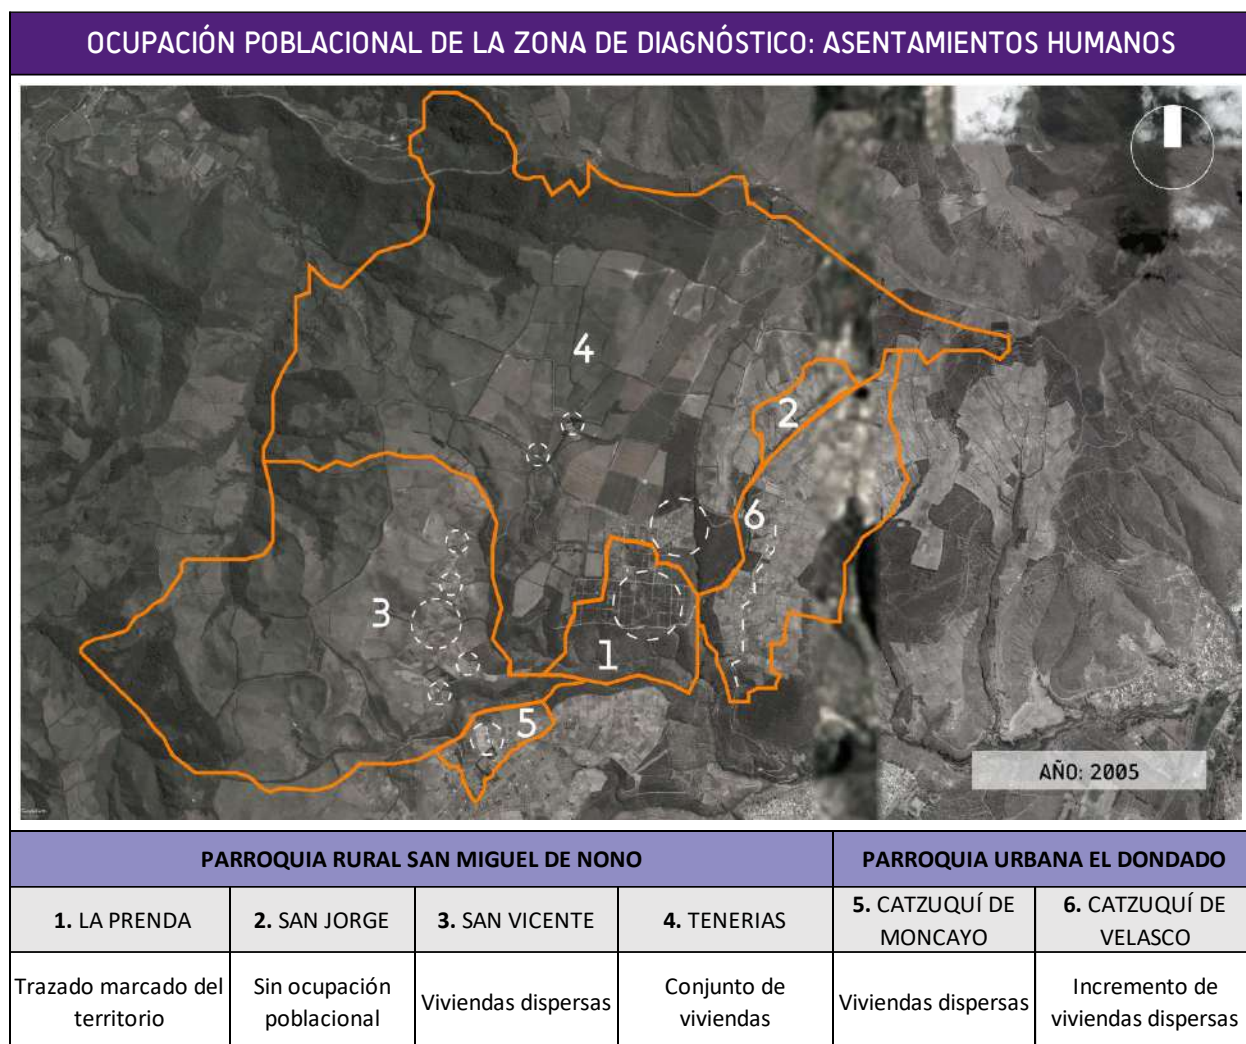 OCUPACIÓN POBLACIONAL DE LA ZONA DE DIAGNÓSTICO: ASENTAMIENTOS HUMANOS
4
2
6
3
1
5
AÑO: 2005
PARROQUIA RURAL SAN MIGUEL DE NONO
PARROQUIA URBANA EL DONDADO
1. LA PRENDA
2. SAN JORGE
3. SAN VICENTE
4. TENERIAS
5. CATZUQUÍ DE
MONCAYO
6. CATZUQUÍ DE
VELASCO
Trazado marcado del
territorio
Sin ocupación
poblacional
Viviendas dispersas
Conjunto de
viviendas
Viviendas dispersas
Incremento de
viviendas dispersas